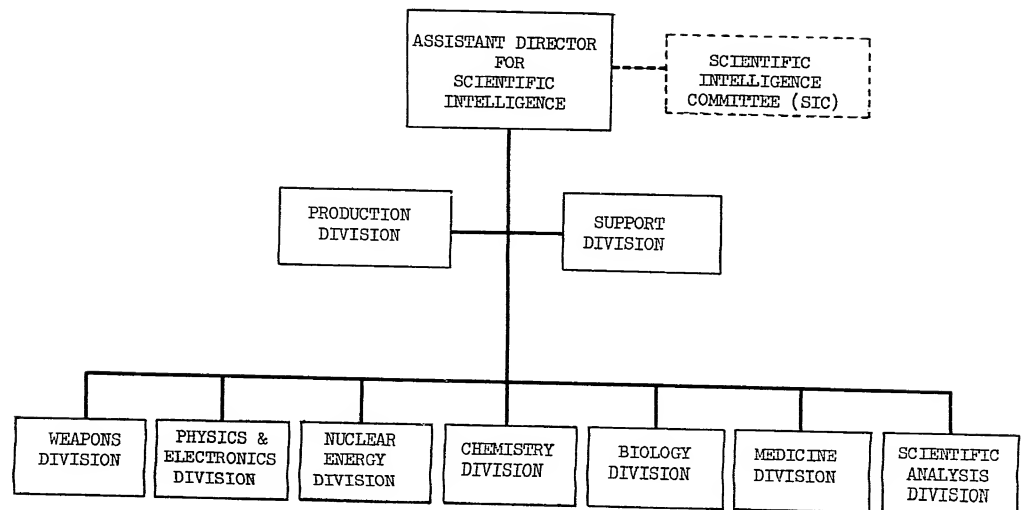 ASSISTANT DIRECTOR
FOR
SCIENTIFIC
INTELLIGENCE
SCIENTIFIC
INTELLIGENCE
COMMITTEE (SIC)
PRODUCTION
DIVISION
SUPPORT
DIVISION
WEAPONS
DIVISION
PHYSICS &
ELECTRONICS
DIVISION
NUCLEAR
ENERGY
DIVISION
CHEMISTRY
DIVISION
BIOLOGY
DIVISION
MEDICINE
DIVISION
SCIENTIFIC
ANALYSIS
DIVISION